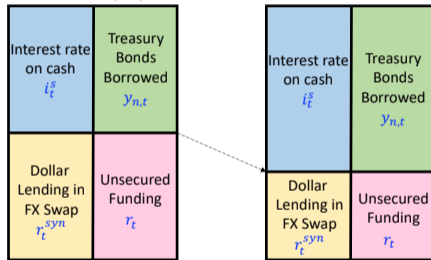 Interest rate
on cash
i_t^s
Treasury
Bonds
Borrowed
y_{n,t}
Dollar
Lending in
FX Swap
r_t^{syn}
Unsecured
Funding
r_t
Interest rate
on cash
i_t^s
Treasury
Bonds
Borrowed
y_{n,t}
Dollar
Lending in
FX Swap
r_t^{syn}
Unsecured
Funding
r_t